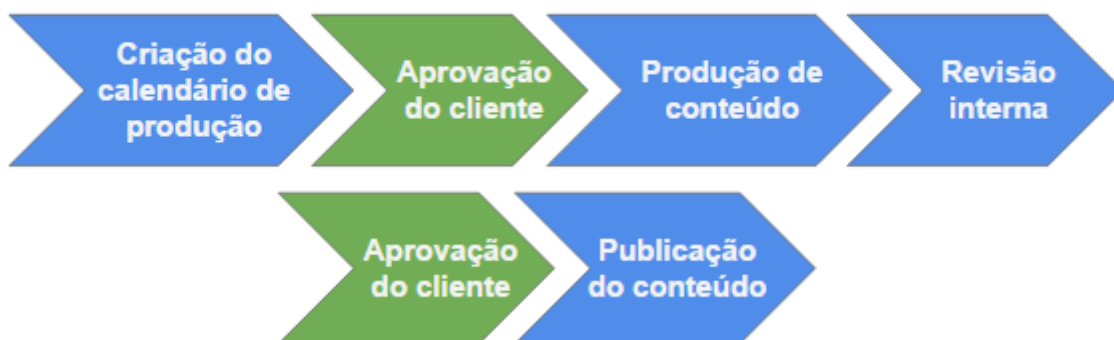 Criação do
calendário de
produção
Aprovação
do cliente
Produção de
conteúdo
Revisão
interna
Aprovação
do cliente
Publicação
do conteúdo